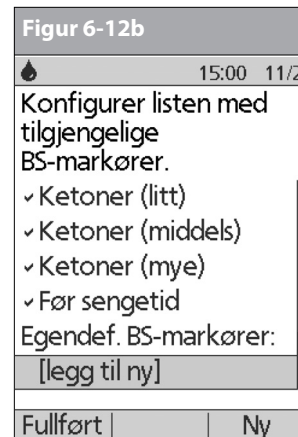 Figur 6-12b
15:00 11/2
Konfigurer listen med
tilgjengelige
BS-markører.
Ketoner (litt)
Ketoner (middels)
Ketoner (mye)
Før sengetid
Egendef. BS-markører:
[legg til ny]
Fullført Ny